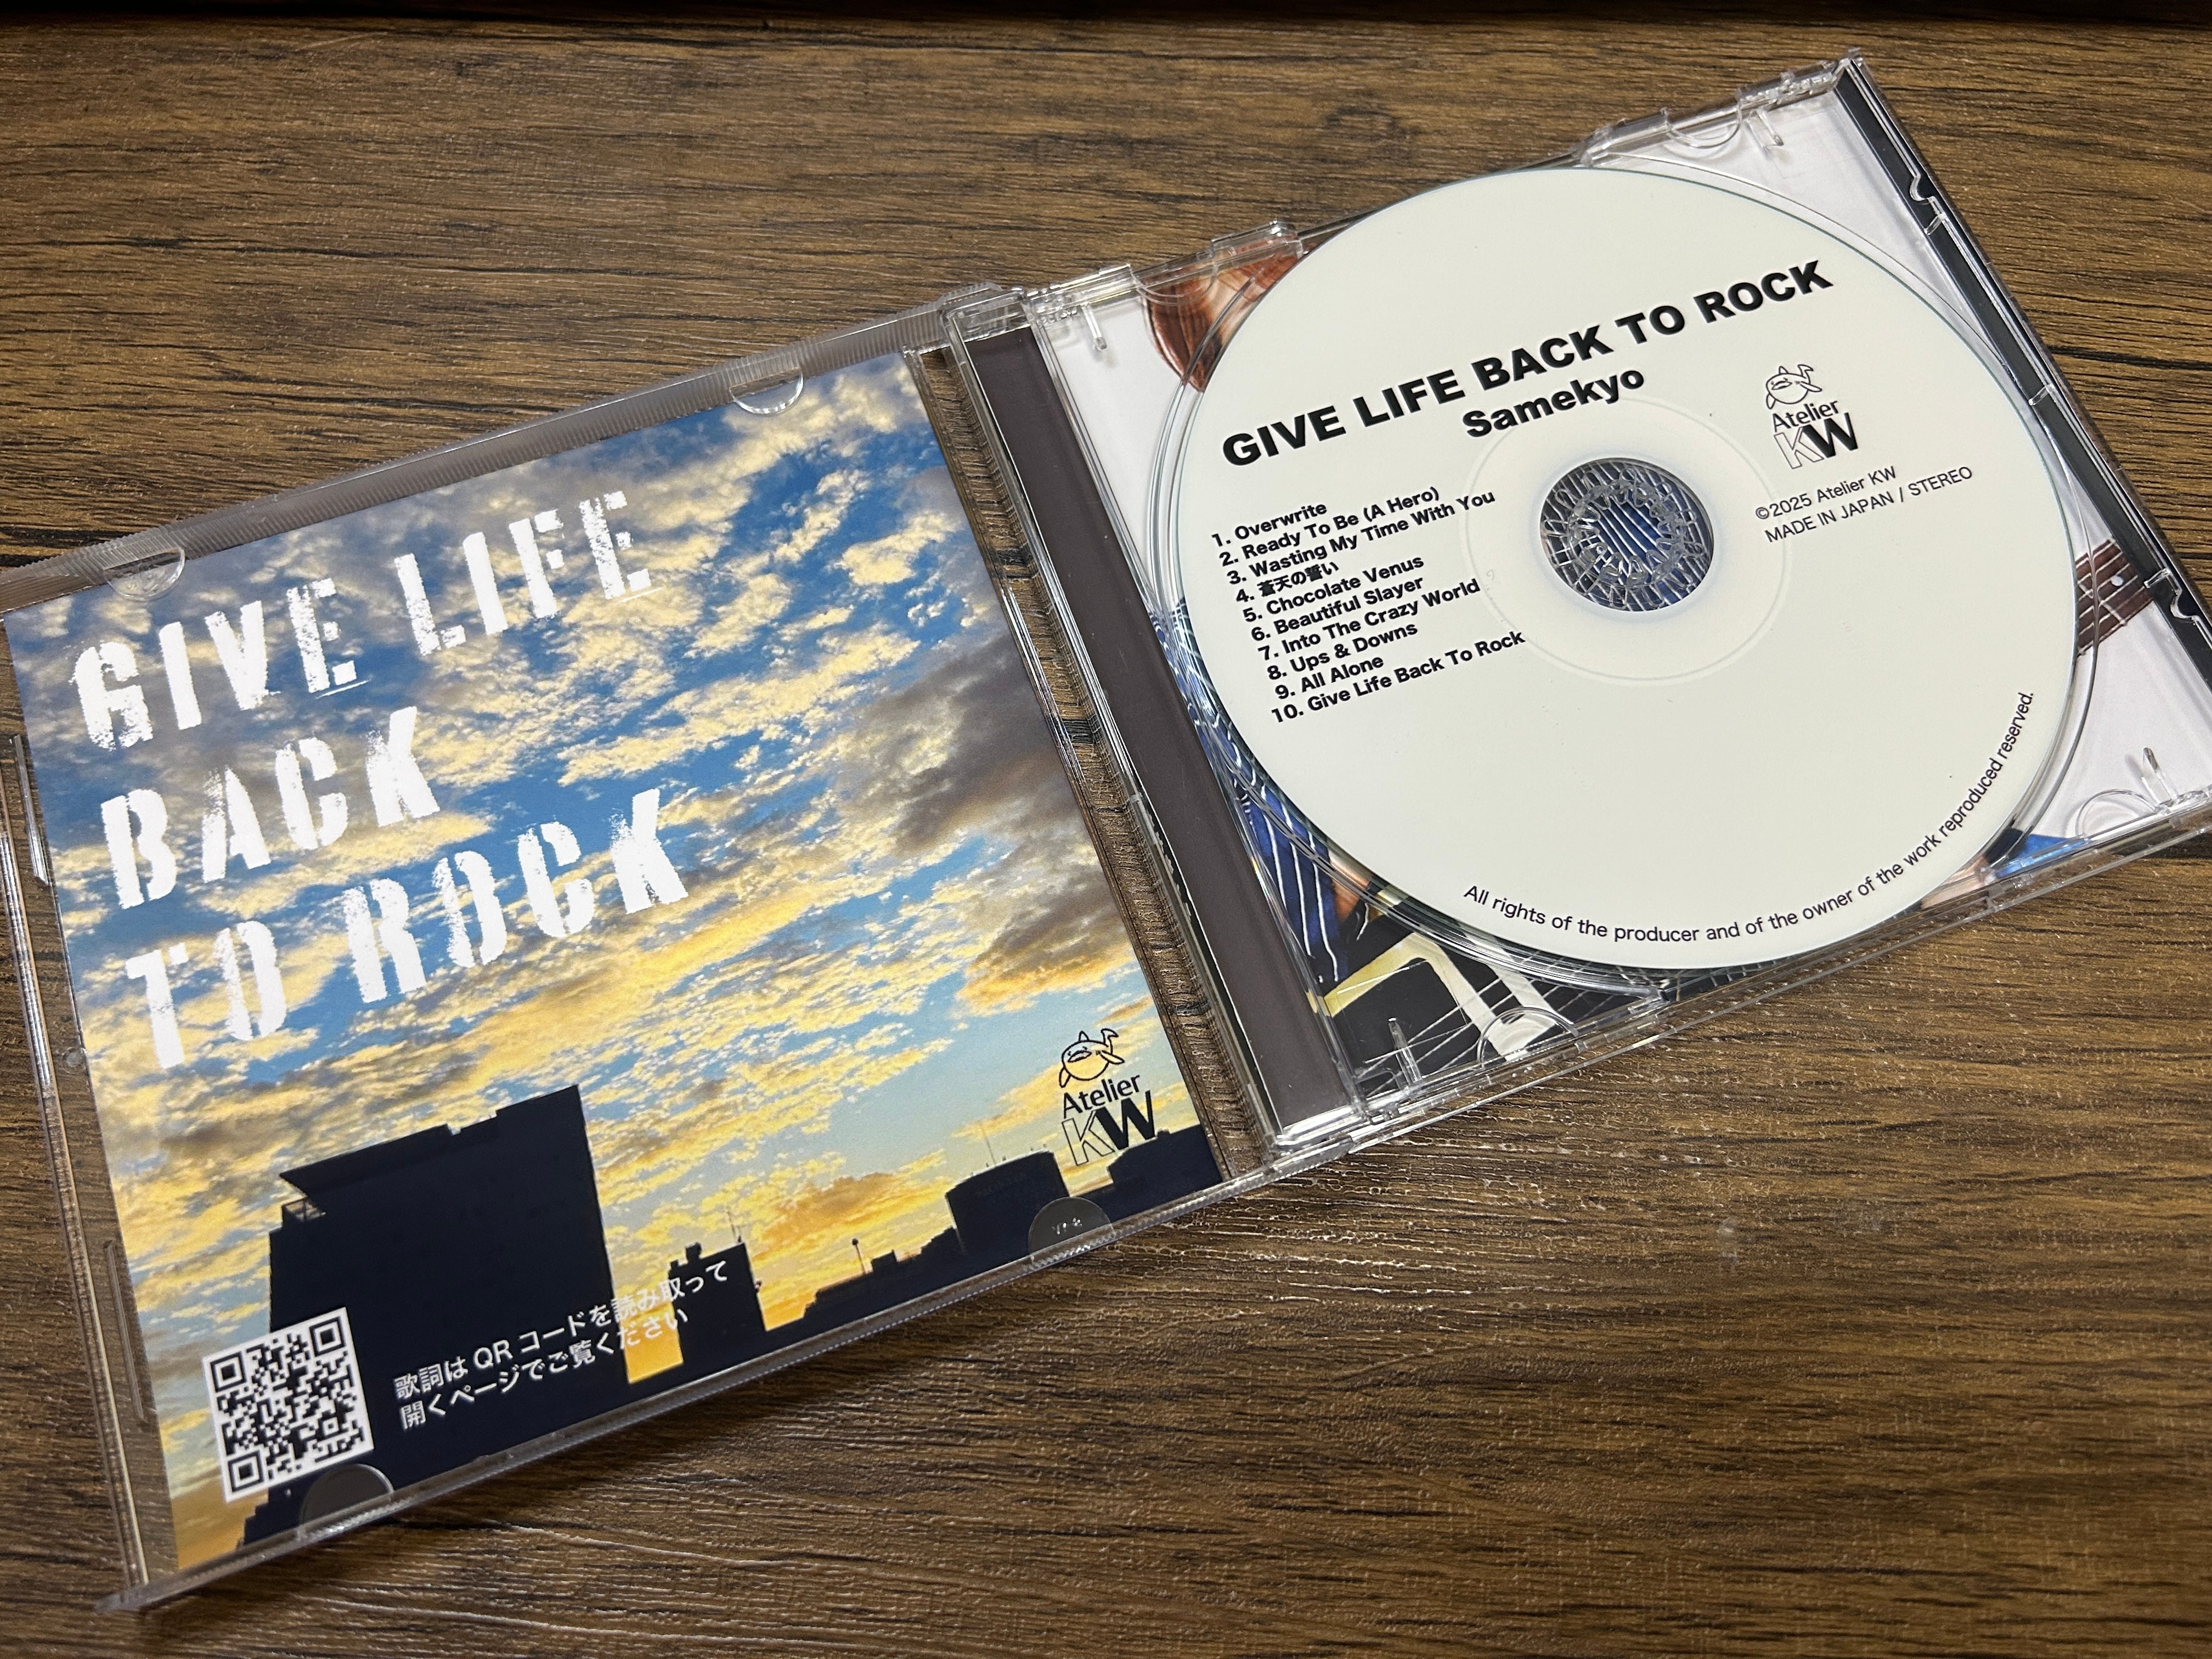 GIVE LIFE
BACK
TO ROCK
Atelier
KW
歌詞は QR コードを読み取って
開くページでご覧ください
GIVE LIFE BACK TO ROCK
Samekyo
1. Overwrite
2. Ready To Be (A Hero)
3. Wasting My Time With You
4. 蒼天の誓い
5. Chocolate Venus
6. Beautiful Slayer
7. Into The Crazy World
8. Ups & Downs
9. All Alone
10. Give Life Back To Rock
Atelier
KW
©2025 Atelier KW
MADE IN JAPAN / STEREO
All rights of the producer and of the owner of the work reproduced reserved.